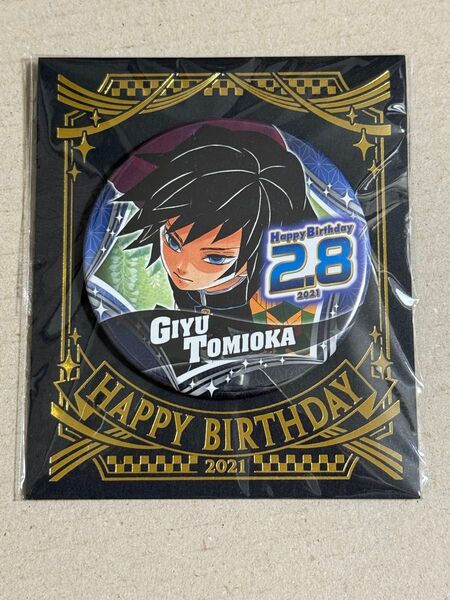 Happy Birthday
2.8
2021
GIYU
TOMIOKA
HAPPY BIRTHDAY
2021